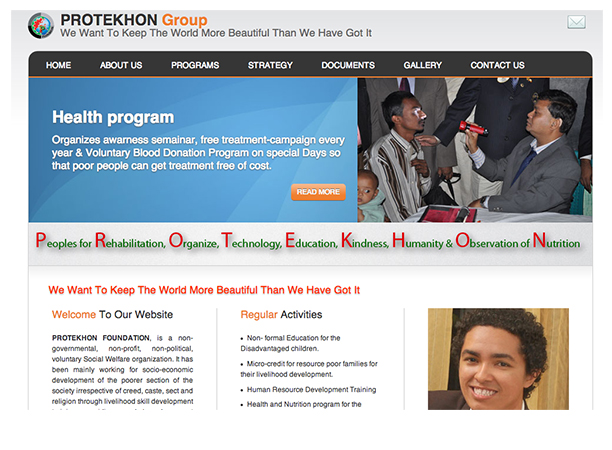 PROTEKHON Group
We Want To Keep The World More Beautiful Than We Have Got It
HOME ABOUT US PROGRAMS STRATEGY DOCUMENTS GALLERY CONTACT US
Health program
Organizes awarness semainar, free treatment-campaign every
year & Voluntary Blood Donation Program on special Days so
that poor people can get treatment free of cost.
READ MORE
Peoples for Rehabilitation, Organize, Technology, Education, Kindness, Humanity & Observation of Nutrition
We Want To Keep The World More Beautiful Than We Have Got It
Welcome To Our Website
PROTEKHON FOUNDATION, is a non-
governmental, non-profit, non-political,
voluntary Social Welfare organization. It has
been mainly working for socio-economic
development of the poorer section of the
society irrespective of creed, caste, sect and
religion through livelihood skill development
Regular Activities
• Non- formal Education for the
Disadvantaged children.
• Micro-credit for resource poor families for
their livelihood development.
• Human Resource Development Training
• Health and Nutrition program for the